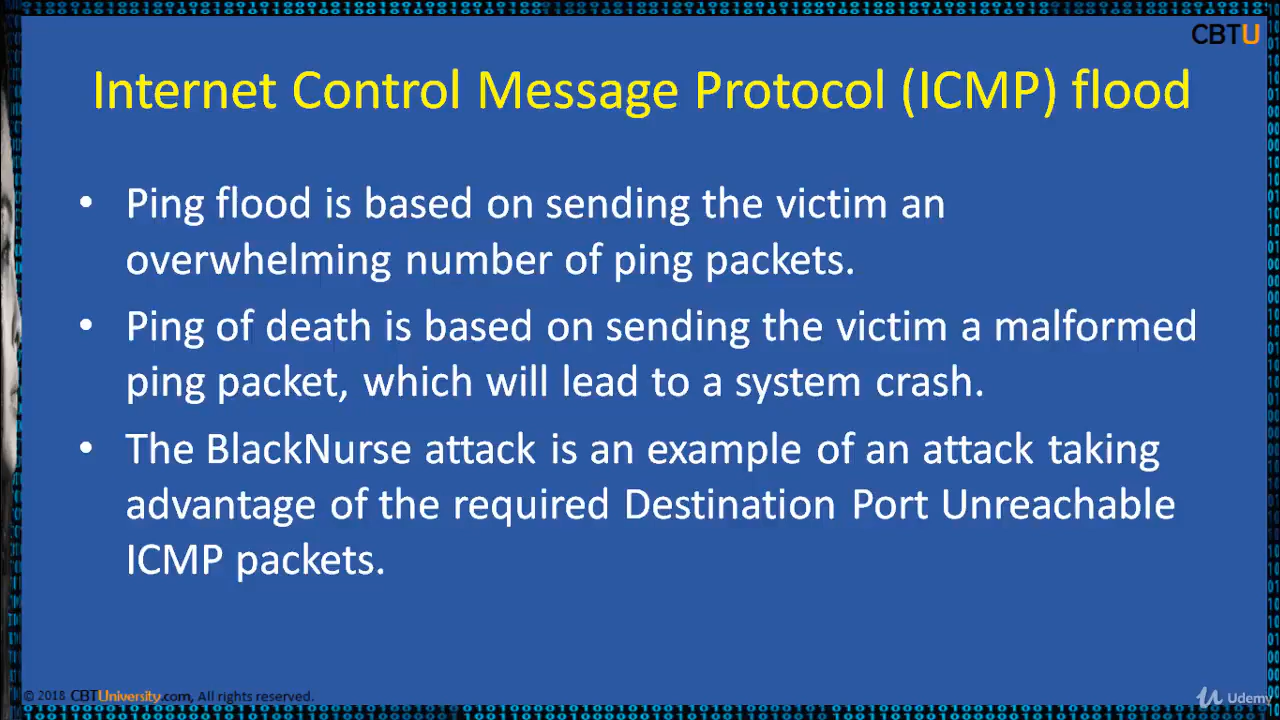 CBTU
Internet Control Message Protocol (ICMP) flood
• Ping flood is based on sending the victim an
overwhelming number of ping packets.
• Ping of death is based on sending the victim a malformed
ping packet, which will lead to a system crash.
• The BlackNurse attack is an example of an attack taking
advantage of the required Destination Port Unreachable
ICMP packets.
© 2018 CBTUniversity.com, All rights reserved.
Udemy